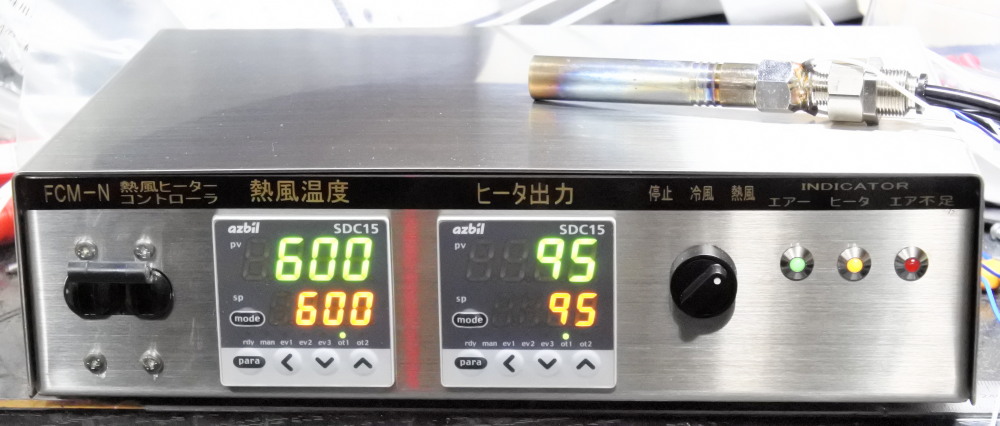 FCM-N 熱風ヒーター
コントローラ
熱風温度
ヒータ出力
停止 冷風 熱風
INDICATOR
エアー ヒータ エア不足
azbil SDC15
pv 600
sp 600
mode
rdy man ev1 ev2 ev3 ot1 ot2
para
azbil SDC15
pv 95
sp 95
mode
rdy man ev1 ev2 ev3 ot1 ot2
para